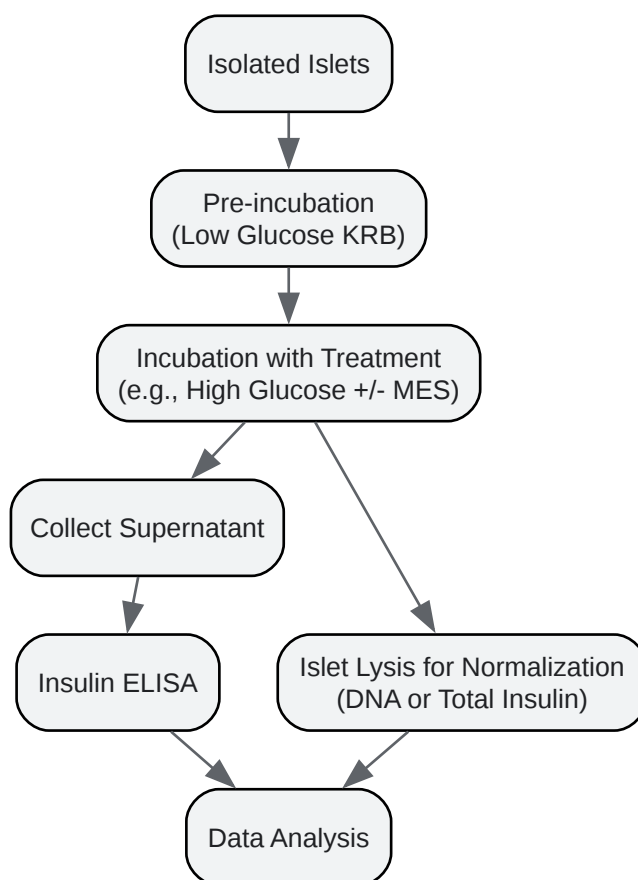 Isolated Islets
Pre-incubation
(Low Glucose KRB)
Incubation with Treatment
(e.g., High Glucose +/- MES)
Collect Supernatant
Insulin ELISA
Islet Lysis for Normalization
(DNA or Total Insulin)
Data Analysis